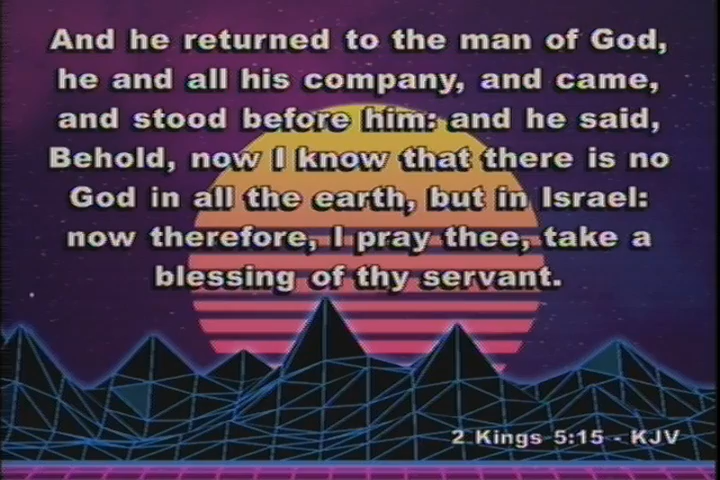 And he returned to the man of God,
he and all his company, and came,
and stood before him: and he said,
Behold, now I know that there is no
God in all the earth, but in Israel:
now therefore, I pray thee, take a
blessing of thy servant.
2 Kings 5:15 - KJV